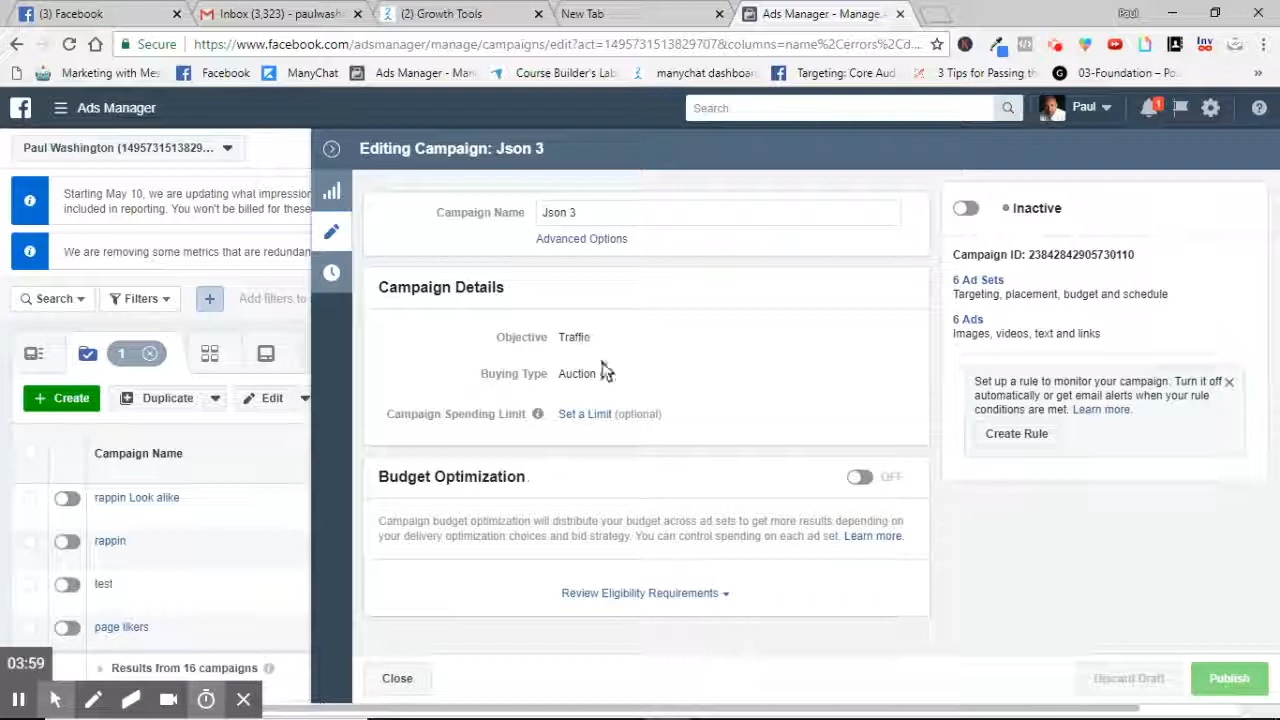 (3) Facebook
Inbox (3,323) - paulwash
(2) Growth Tools
New Tab
Ads Manager - Manage
Paul
Secure
https://www.facebook.com/adsmanager/manage/campaigns/edit?act=1495731513829707&columns=name%2Cerrors%2Cd...
Inv
Marketing with Me
Facebook
ManyChat
Ads Manager - Ma
Course Builder's La
manychat dashboar
Targeting: Core Aud
3 Tips for Passing t
03-Foundation – Po
Ads Manager
Search
Paul
1
Paul Washington (1495731513829...
Editing Campaign: Json 3
Starting May 10, we are updating what impression
included in reporting. You won't be billed for these
We are removing some metrics that are redundan
Search
Filters
Add filters to
1
Create
Duplicate
Edit
Campaign Name
rappin Look alike
rappin
test
page likers
Results from 16 campaigns
Campaign Name
Json 3
Advanced Options
Campaign Details
Objective
Traffic
Buying Type
Auction
Campaign Spending Limit
Set a Limit (optional)
Budget Optimization
OFF
Campaign budget optimization will distribute your budget across ad sets to get more results depending on
your delivery optimization choices and bid strategy. You can control spending on each ad set. Learn more.
Review Eligibility Requirements
Inactive
Campaign ID: 23842842905730110
6 Ad Sets
Targeting, placement, budget and schedule
6 Ads
Images, videos, text and links
Set up a rule to monitor your campaign. Turn it off
automatically or get email alerts when your rule
conditions are met. Learn more.
Create Rule
Close
Discard Draft
Publish
03:59